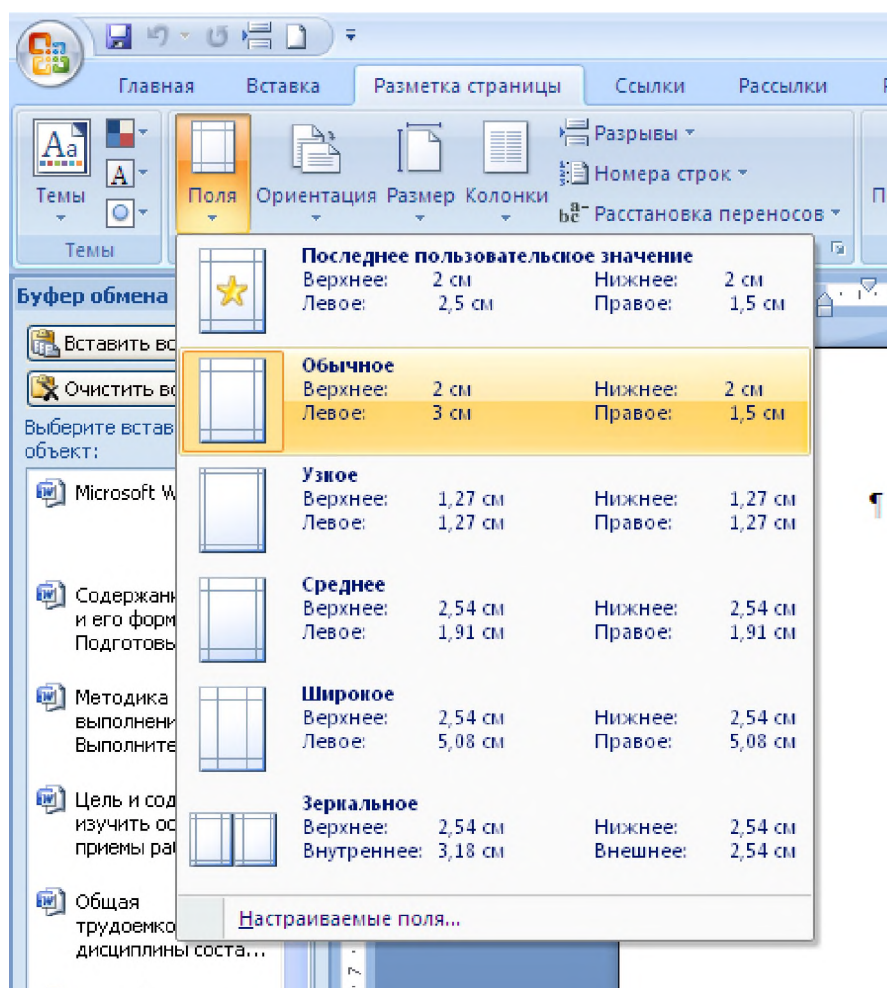 Главная Вставка Разметка страницы Ссылки Рассылки
Темы Поля Ориентация Размер Колонки
Разрывы
Номера строк
Расстановка переносов
Темы
Буфер обмена
Вставить вс
Очистить вс
Выберите встав
объект:
Microsoft W
Содержани
и его форм
Подготовь
Методика
выполнени
Выполните
Цель и сод
изучить ос
приемы ра
Общая
трудоемко
дисциплины соста...
Последнее пользовательское значение
Верхнее: 2 см Нижнее: 2 см
Левое: 2,5 см Правое: 1,5 см
Обычное
Верхнее: 2 см Нижнее: 2 см
Левое: 3 см Правое: 1,5 см
Узкое
Верхнее: 1,27 см Нижнее: 1,27 см
Левое: 1,27 см Правое: 1,27 см
Среднее
Верхнее: 2,54 см Нижнее: 2,54 см
Левое: 1,91 см Правое: 1,91 см
Широкое
Верхнее: 2,54 см Нижнее: 2,54 см
Левое: 5,08 см Правое: 5,08 см
Зеркальное
Верхнее: 2,54 см Нижнее: 2,54 см
Внутреннее: 3,18 см Внешнее: 2,54 см
Настраиваемые поля...
¶
7